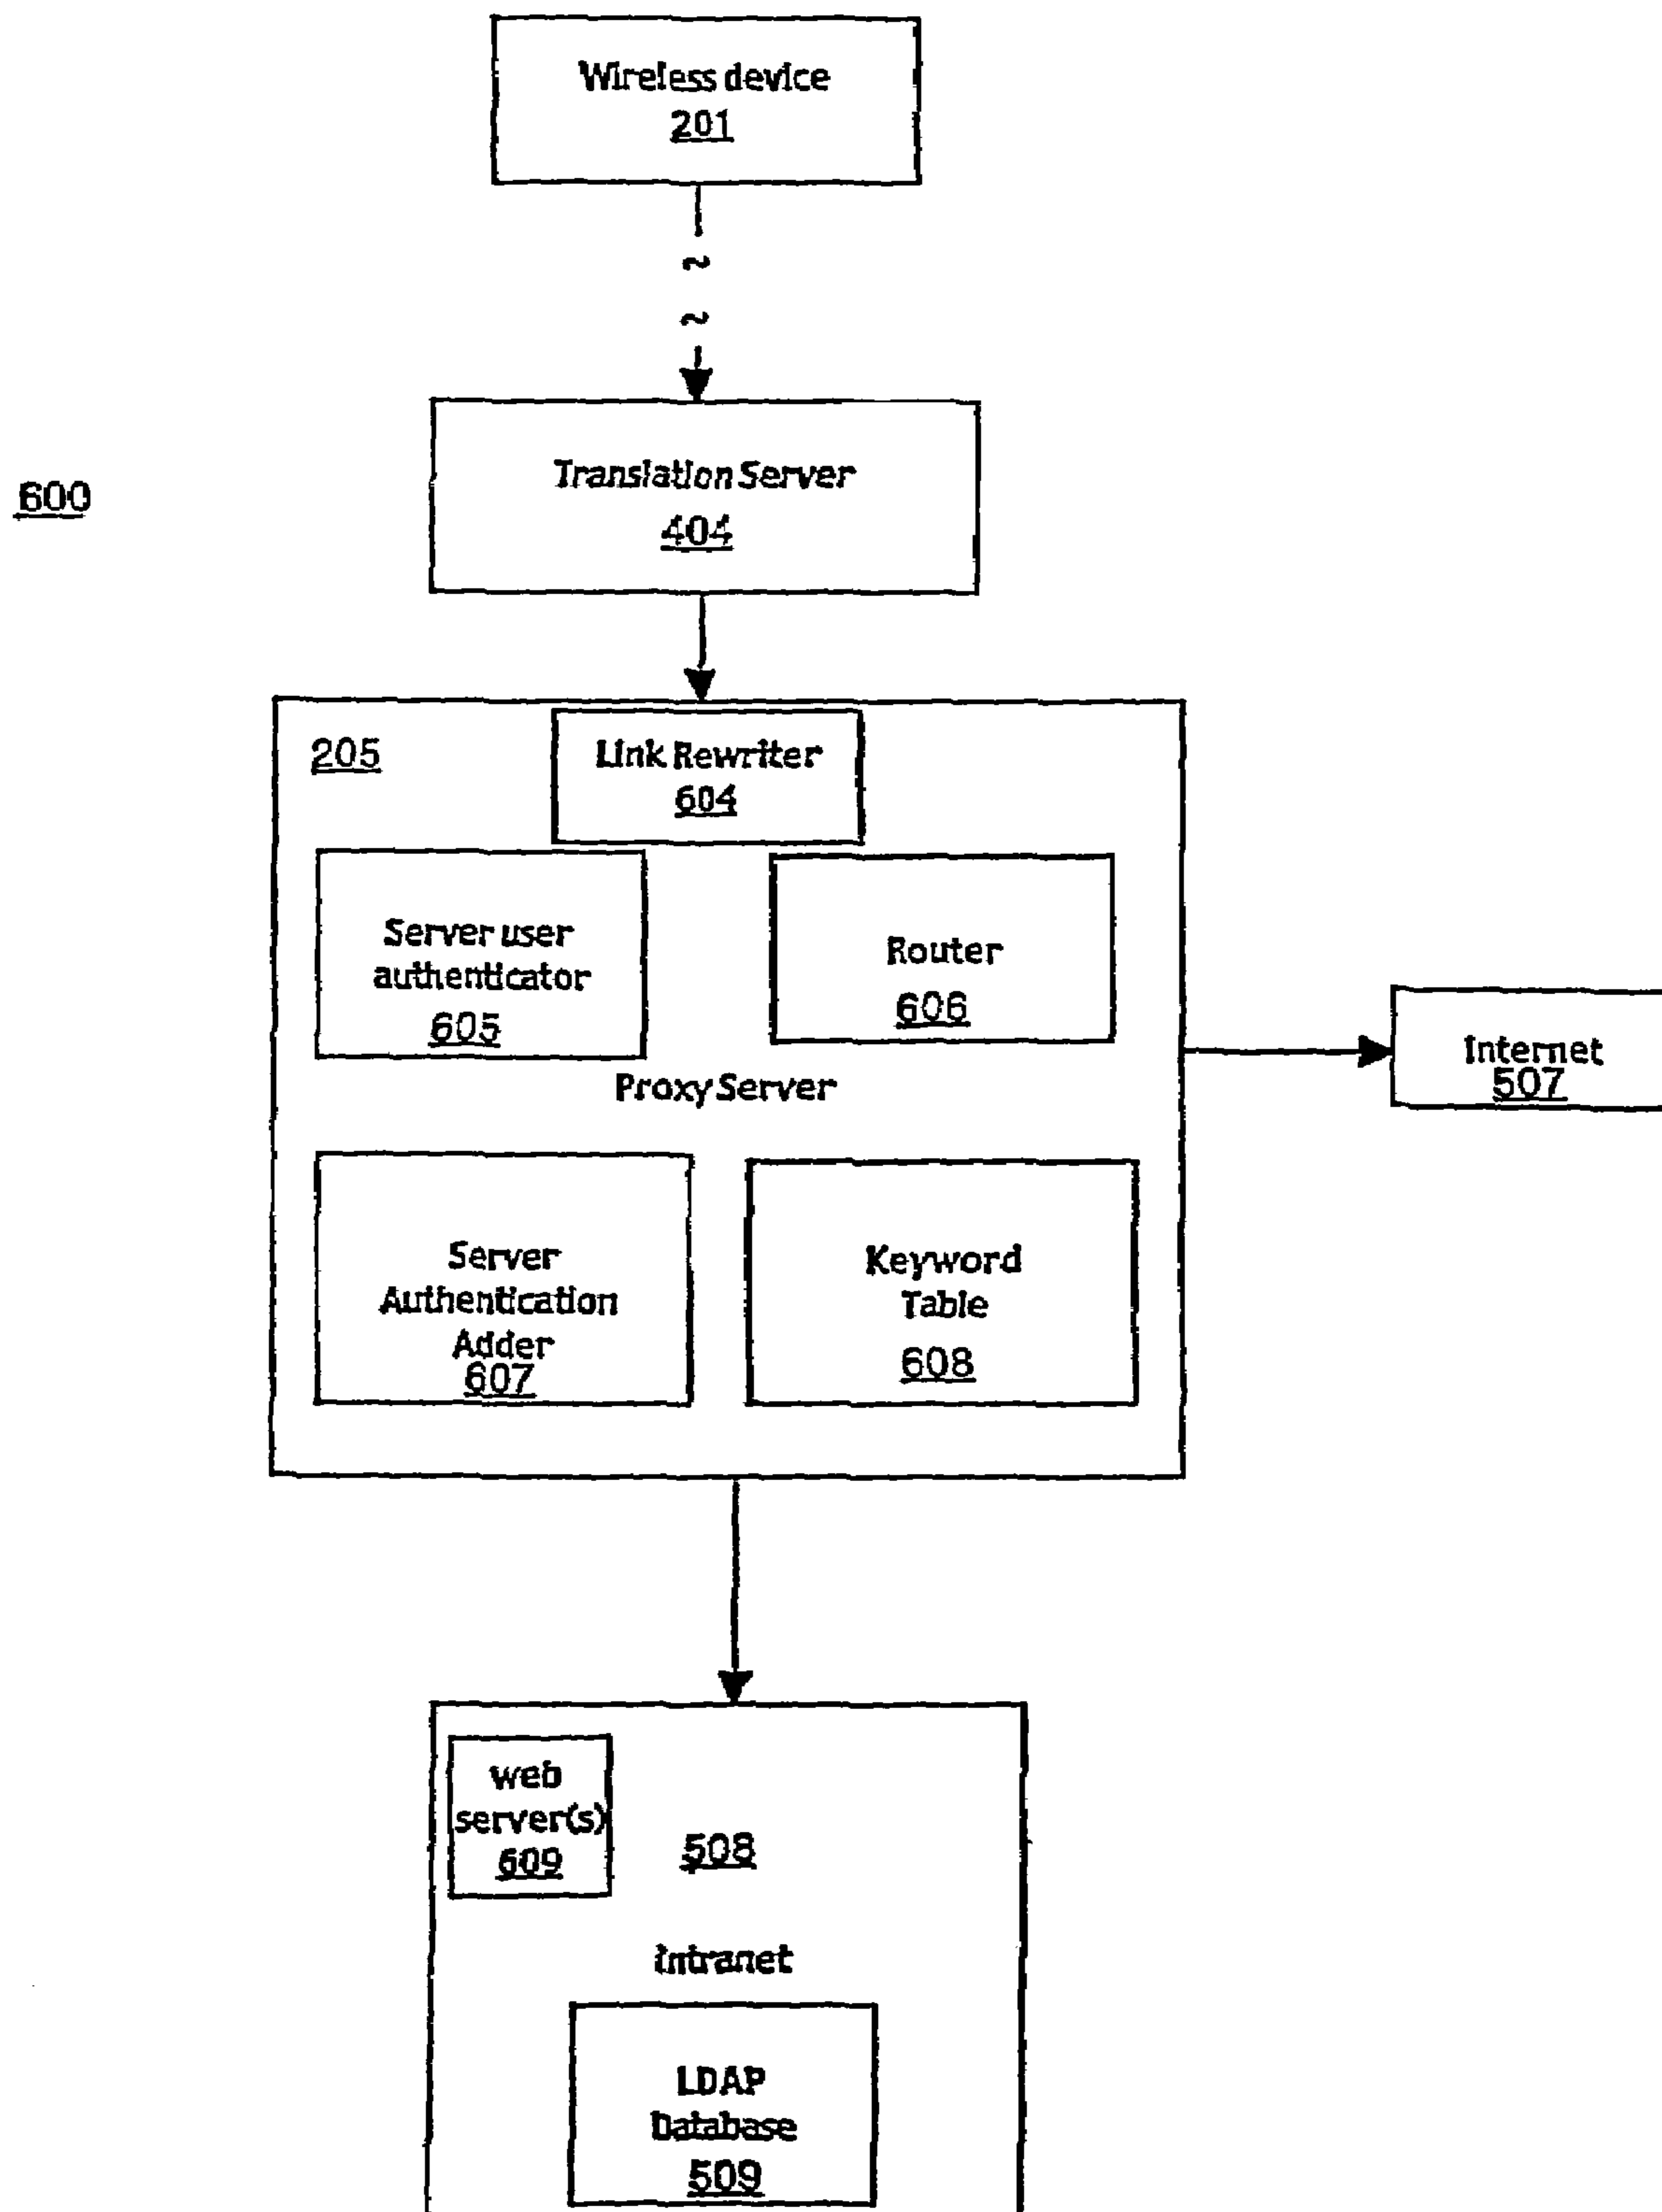 Wireless device
201
600
Translation Server
404
205
Link Rewriter
604
Server user
authenticator
605
Router
606
Proxy Server
Internet
507
Server
Authentication
Adder
607
Keyword
Table
608
web
server(s)
609
508
Intranet
LDAP
Database
509